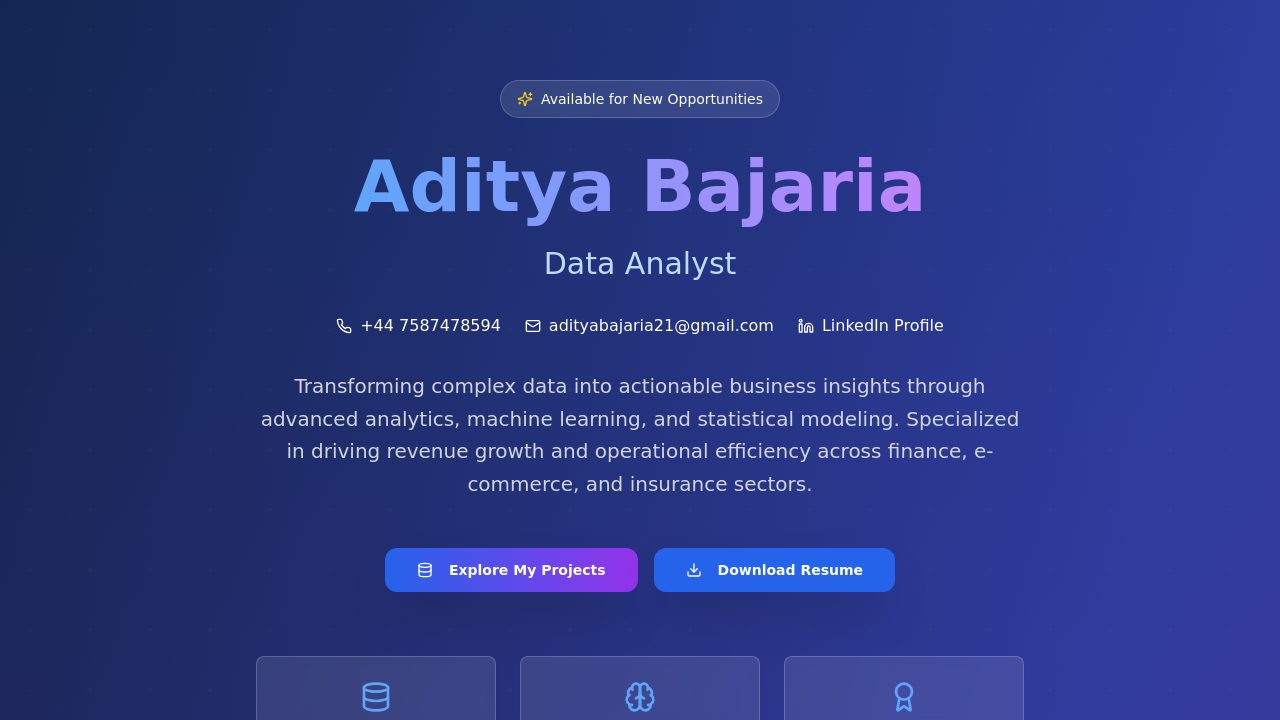 Available for New Opportunities
Aditya Bajaria
Data Analyst
+44 7587478594 adityabajaria21@gmail.com LinkedIn Profile
Transforming complex data into actionable business insights through
advanced analytics, machine learning, and statistical modeling. Specialized
in driving revenue growth and operational efficiency across finance, e-
commerce, and insurance sectors.
Explore My Projects Download Resume